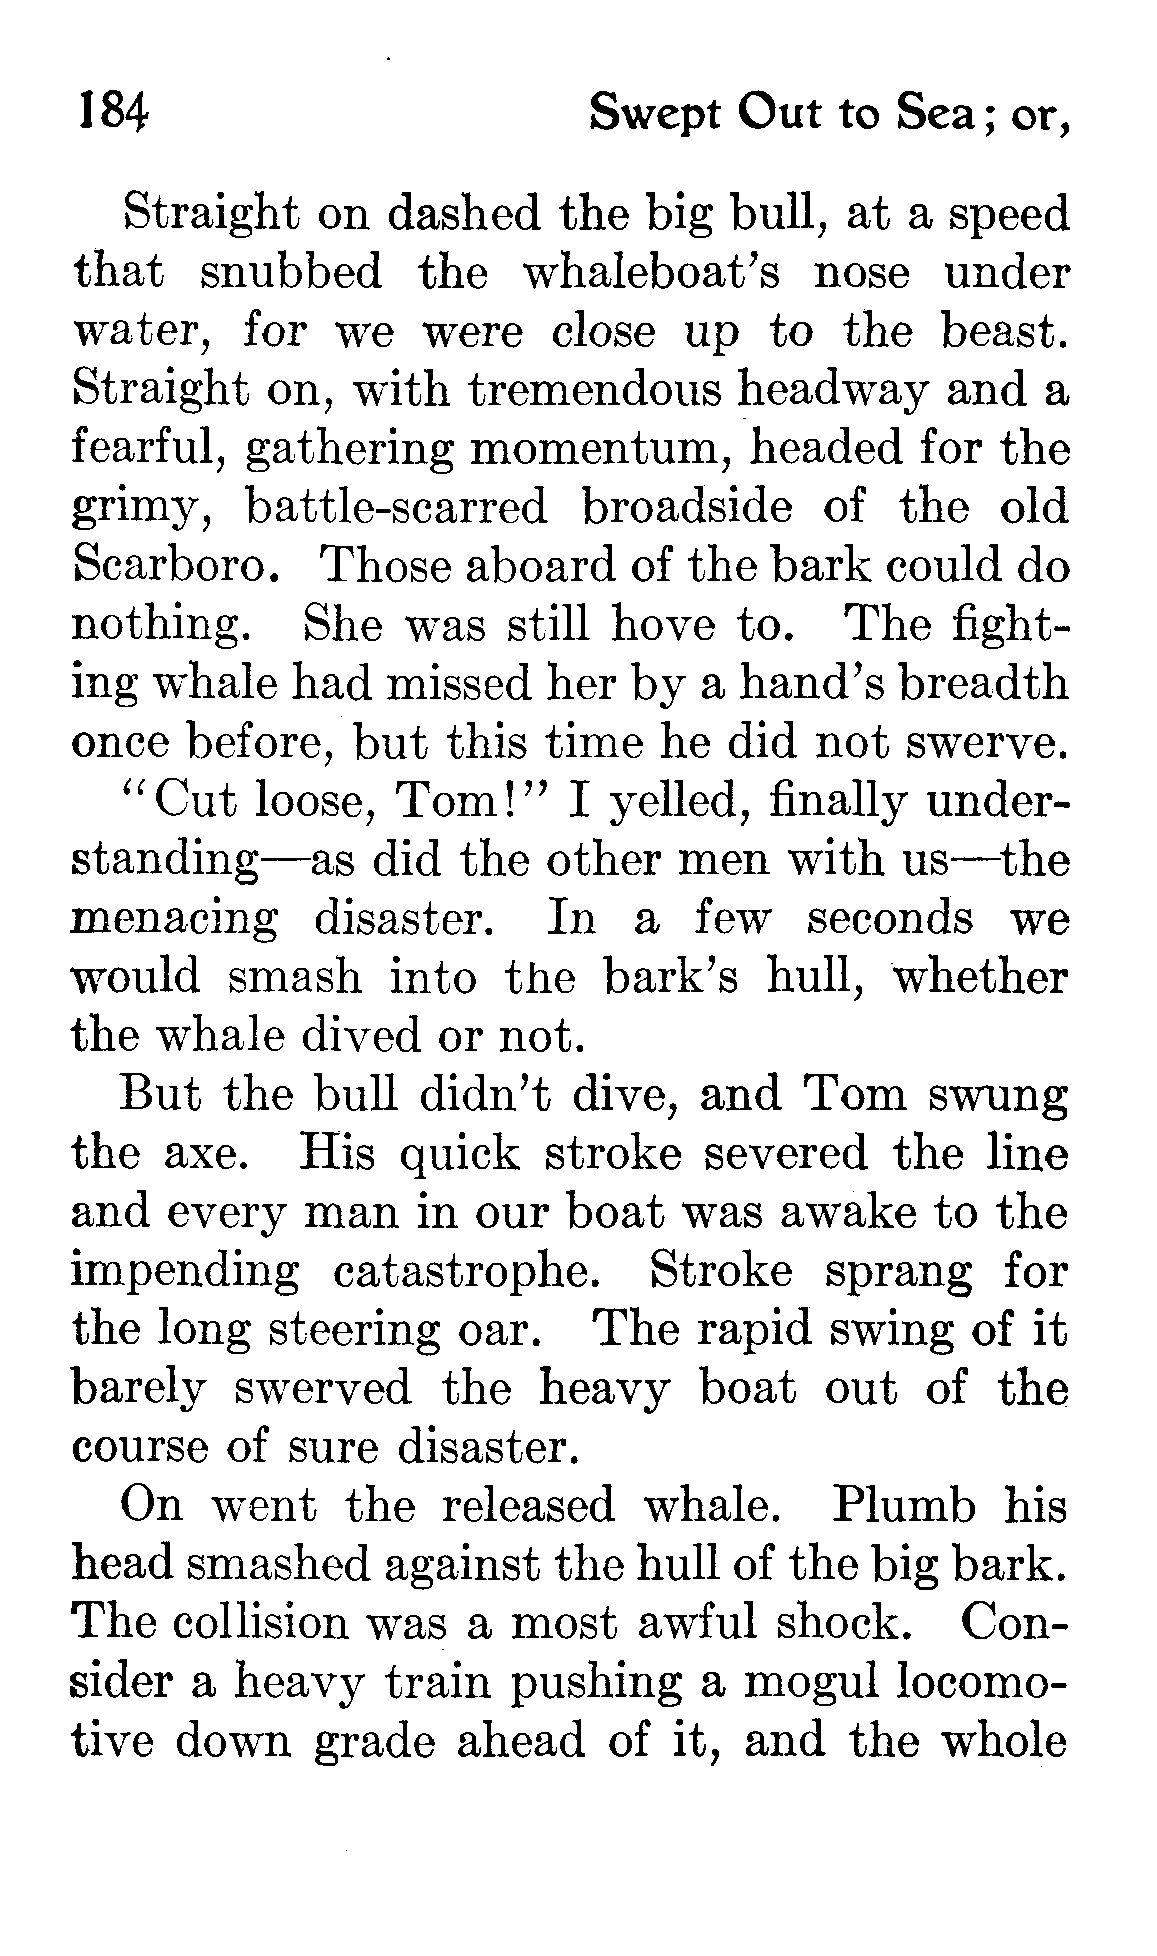 184 Swept Out to Sea; or,
Straight on dashed the big bull, at a speed
that snubbed the whaleboat's nose under
water, for we were close up to the beast.
Straight on, with tremendous headway and a
fearful, gathering momentum, headed for the
grimy, battle-scarred broadside of the old
Scarboro. Those aboard of the bark could do
nothing. She was still hove to. The fight-
ing whale had missed her by a hand's breadth
once before, but this time he did not swerve.
"Cut loose, Tom!" I yelled, finally under-
standing—as did the other men with us—the
menacing disaster. In a few seconds we
would smash into the bark's hull, whether
the whale dived or not.
But the bull didn't dive, and Tom swung
the axe. His quick stroke severed the line
and every man in our boat was awake to the
impending catastrophe. Stroke sprang for
the long steering oar. The rapid swing of it
barely swerved the heavy boat out of the
course of sure disaster.
On went the released whale. Plumb his
head smashed against the hull of the big bark.
The collision was a most awful shock. Con-
sider a heavy train pushing a mogul locomo-
tive down grade ahead of it, and the whole